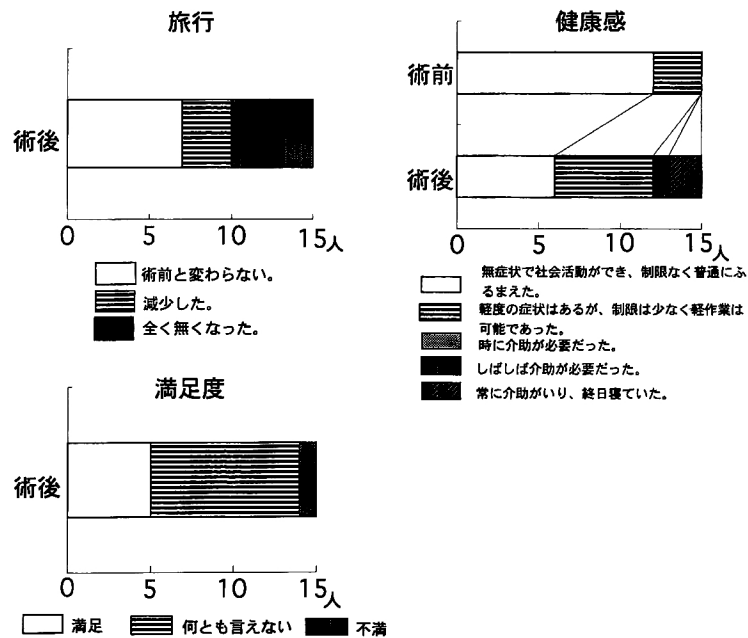 旅行
術後
0 5 10 15人
術前と変わらない。
減少した。
全く無くなった。
健康感
術前
術後
0 5 10 15人
無症状で社会活動ができ、制限なく普通にふ
るまえた。
軽度の症状はあるが、制限は少なく軽作業は
可能であった。
時に介助が必要だった。
しばしば介助が必要だった。
常に介助がいり、終日寝ていた。
満足度
術後
0 5 10 15人
満足 何とも言えない 不満